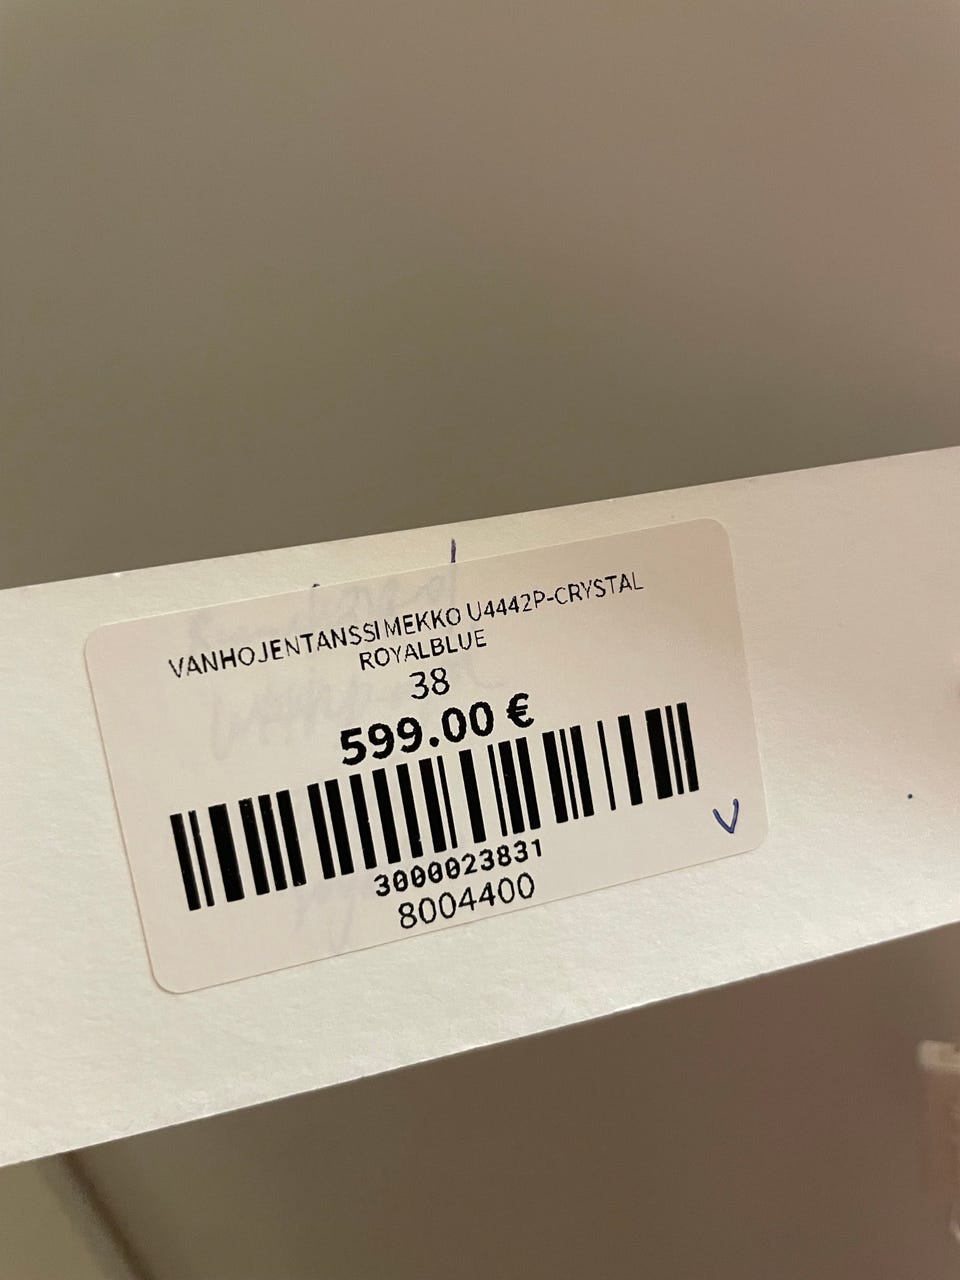 VANHOJENTANSSIMEKKO U4442P-CRYSTAL
ROYALBLUE
38
599.00 €
3000023831
8004400
V